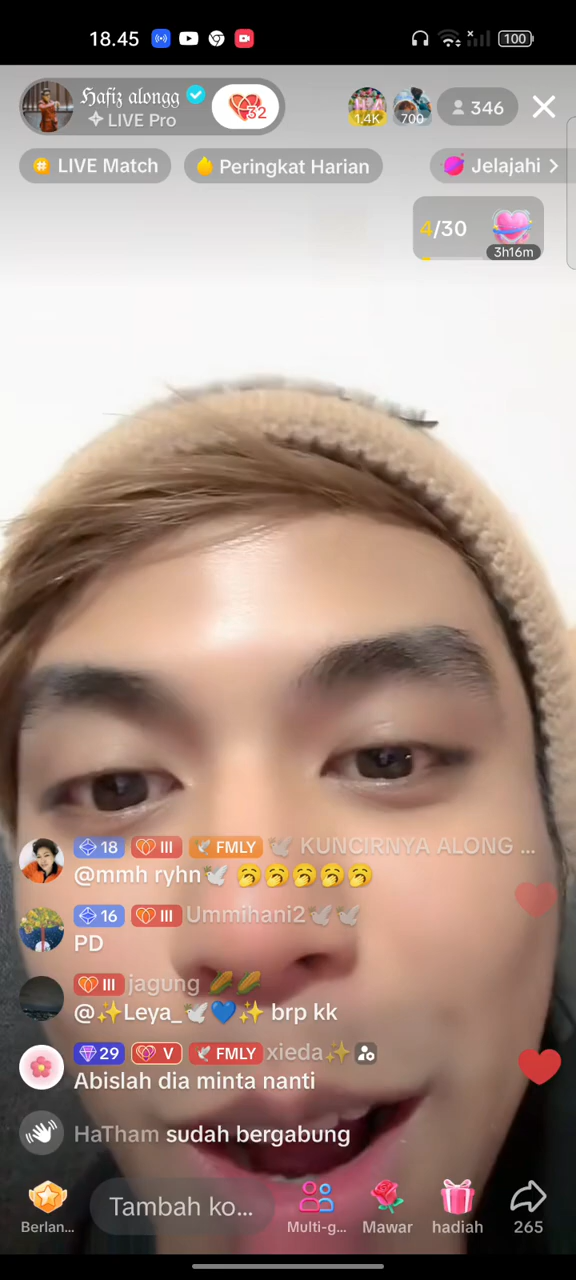 18.45
100
Hafiz alongg
LIVE Pro
32
1.4K
700
346
LIVE Match
Peringkat Harian
Jelajahi
4/30
3h16m
18 III FMLY 🕊️ KUNCIRNYA ALONG ...
@mmh ryhn🕊️ 🥱🥱🥱🥱🥱
16 III Ummihani2🕊️🕊️
PD
III jagung 🌽🌽
@✨Leya_🕊️💙✨ brp kk
29 V FMLY xieda✨
Abislah dia minta nanti
HaTham sudah bergabung
Tambah ko...
Berlan...
Multi-g...
Mawar
hadiah
265